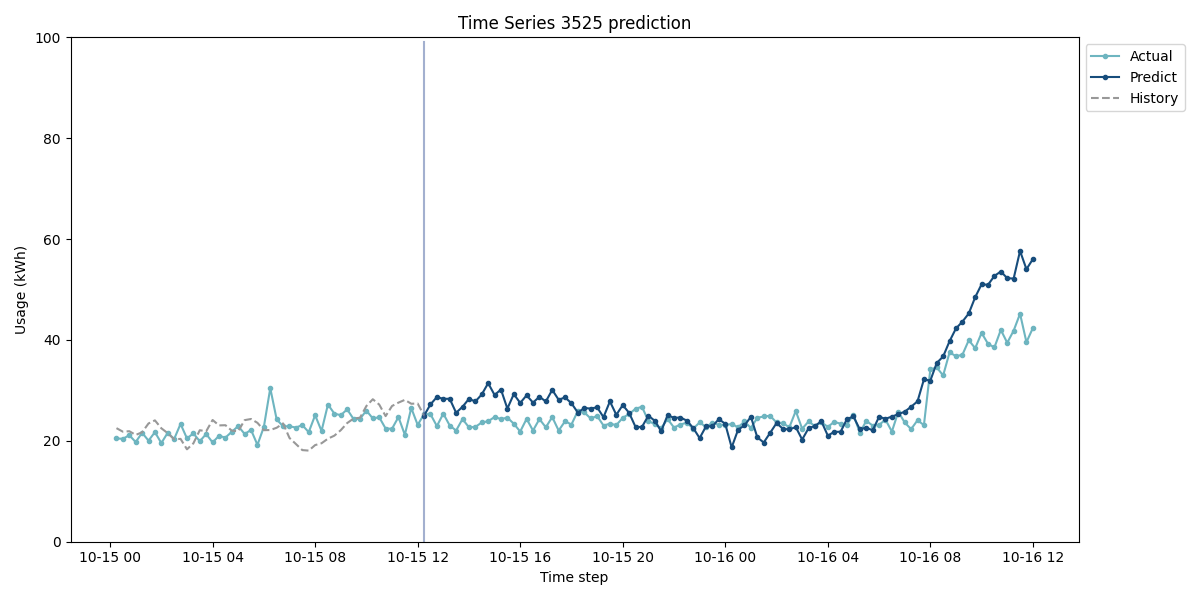 Time Series 3525 prediction
100
80
60
40
20
0
Usage (kWh)
10-15 00
10-15 04
10-15 08
10-15 12
10-15 16
10-15 20
10-16 00
10-16 04
10-16 08
10-16 12
Time step
Actual
Predict
History